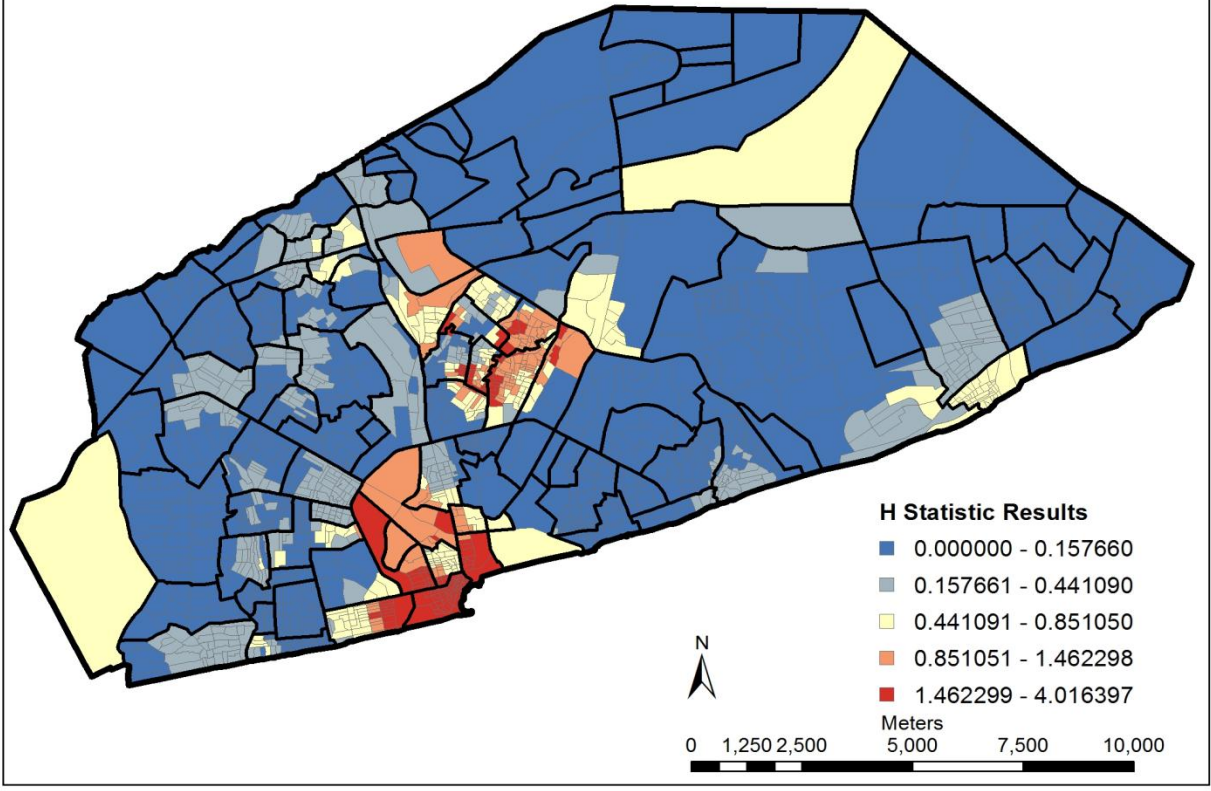 H Statistic Results
0.000000 - 0.157660
0.157661 - 0.441090
0.441091 - 0.851050
0.851051 - 1.462298
1.462299 - 4.016397
N
Meters
0 1,250 2,500 5,000 7,500 10,000